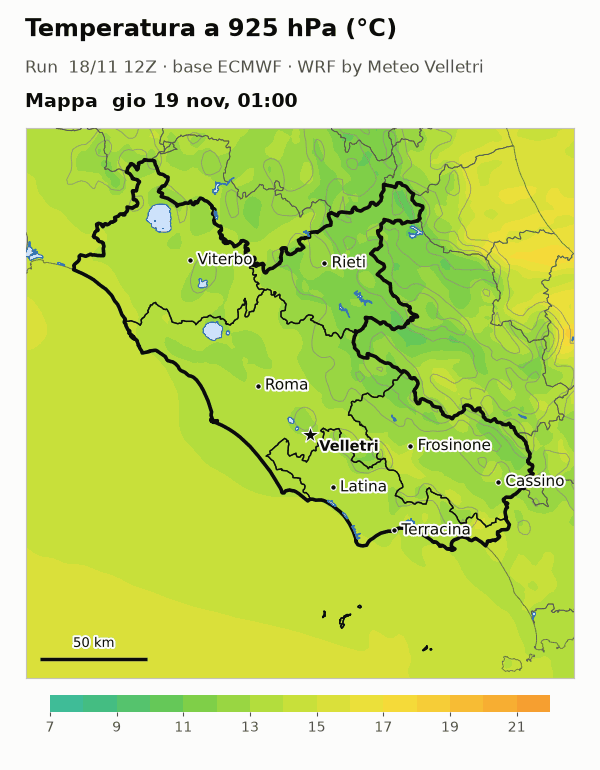 Temperatura a 925 hPa (°C)
Run  18/11 12Z · base ECMWF · WRF by Meteo Velletri
Mappa  gio 19 nov, 01:00
Viterbo
Rieti
Roma
Velletri
Frosinone
Latina
Cassino
Terracina
50 km
7 9 11 13 15 17 19 21